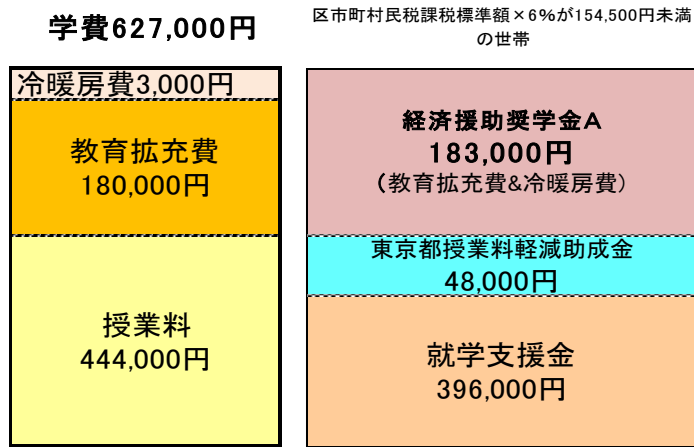 学費627,000円
区市町村民税課税標準額×6%が154,500円未満
の世帯
冷暖房費3,000円
教育拡充費
180,000円
授業料
444,000円
経済援助奨学金A
183,000円
(教育拡充費&冷暖房費)
東京都授業料軽減助成金
48,000円
就学支援金
396,000円